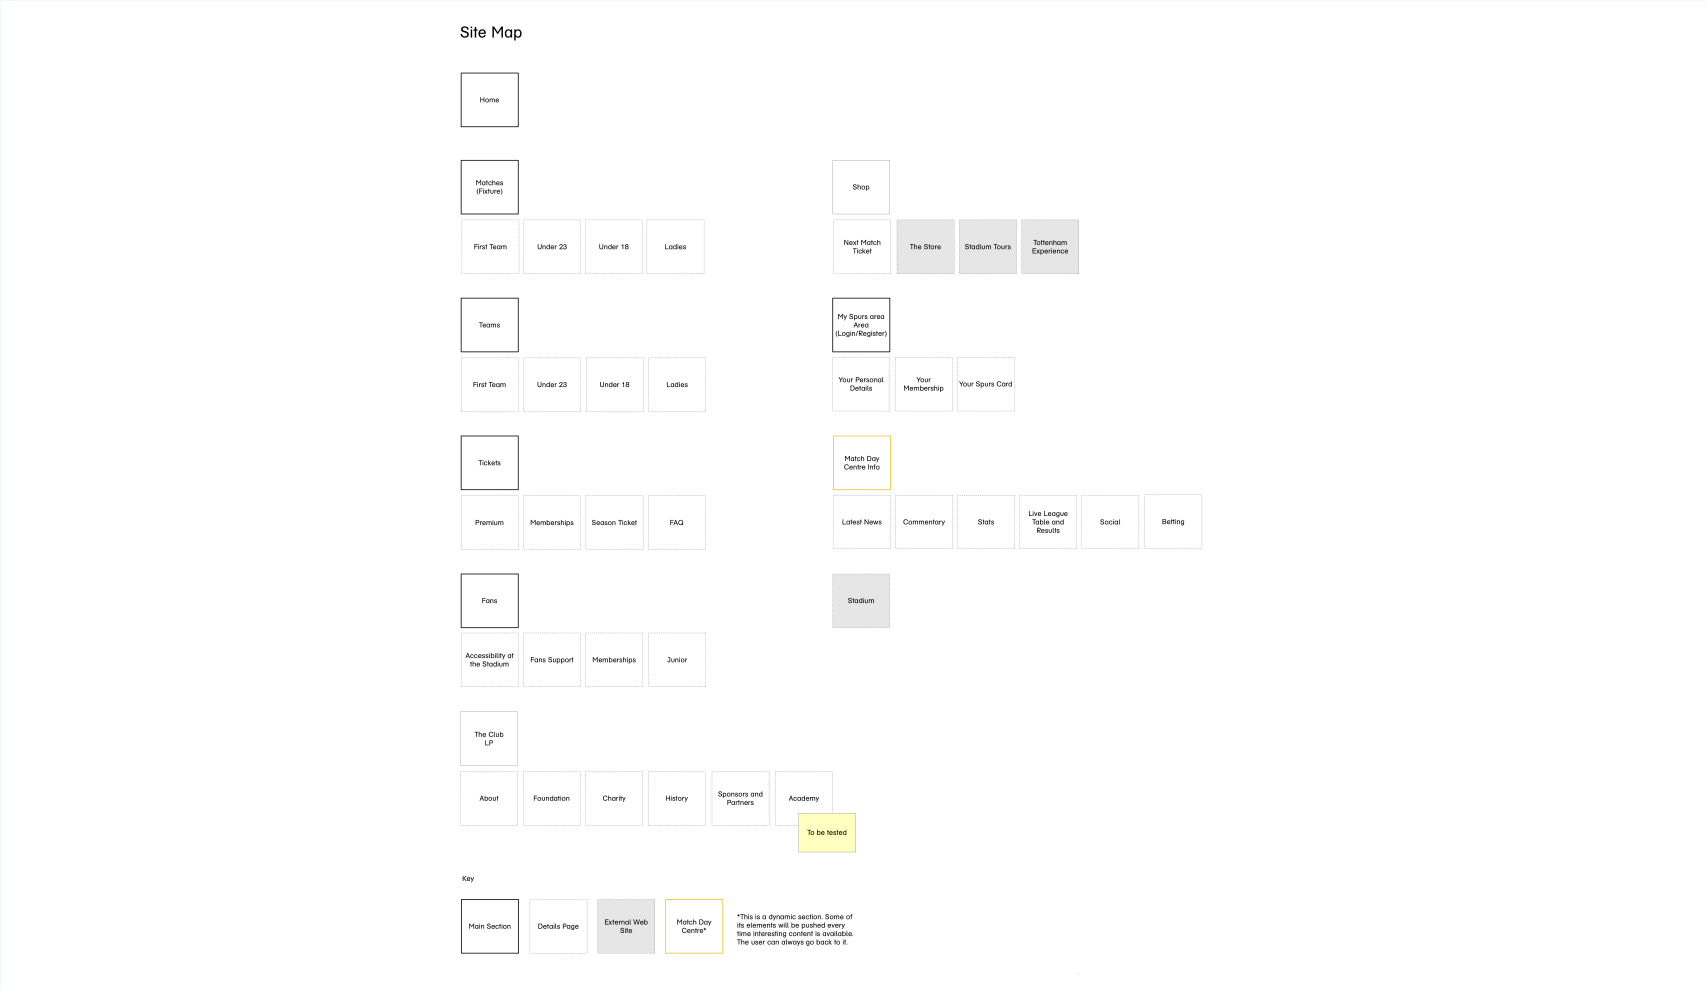 Site Map
Home
Matches
(Fixture)
First Team
Under 23
Under 18
Ladies
Teams
First Team
Under 23
Under 18
Ladies
Tickets
Premium
Memberships
Season Ticket
FAQ
Fans
Accessibility at
the Stadium
Fans Support
Memberships
Junior
The Club
LP
About
Foundation
Charity
History
Sponsors and
Partners
Academy
To be tested
Shop
Next Match
Ticket
The Store
Stadium Tours
Tottenham
Experience
My Spurs area
Area
(Login/Register)
Your Personal
Details
Your
Membership
Your Spurs Card
Match Day
Centre Info
Latest News
Commentary
Stats
Live League
Table and
Results
Social
Betting
Stadium
Key
Main Section
Details Page
External Web
Site
Match Day
Centre*
*This is a dynamic section. Some of
its elements will be pushed every
time interesting content is available.
The user can always go back to it.